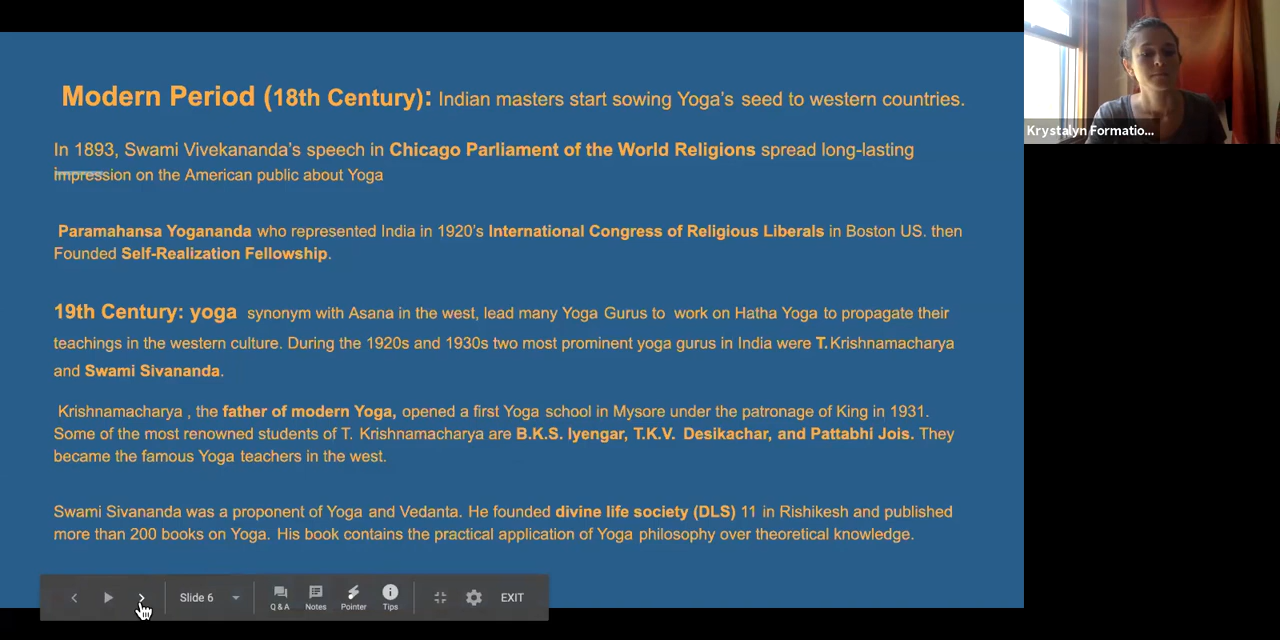 Modern Period (18th Century): Indian masters start sowing Yoga's seed to western countries.
In 1893, Swami Vivekananda's speech in Chicago Parliament of the World Religions spread long-lasting
impression on the American public about Yoga
Paramahansa Yogananda who represented India in 1920's International Congress of Religious Liberals in Boston US. then
Founded Self-Realization Fellowship.
19th Century: yoga synonym with Asana in the west, lead many Yoga Gurus to work on Hatha Yoga to propagate their
teachings in the western culture. During the 1920s and 1930s two most prominent yoga gurus in India were T.Krishnamacharya
and Swami Sivananda.
Krishnamacharya , the father of modern Yoga, opened a first Yoga school in Mysore under the patronage of King in 1931.
Some of the most renowned students of T. Krishnamacharya are B.K.S. Iyengar, T.K.V. Desikachar, and Pattabhi Jois. They
became the famous Yoga teachers in the west.
Swami Sivananda was a proponent of Yoga and Vedanta. He founded divine life society (DLS) 11 in Rishikesh and published
more than 200 books on Yoga. His book contains the practical application of Yoga philosophy over theoretical knowledge.
Slide 6
Q & A Notes Pointer Tips
EXIT
Krystalyn Formatio...